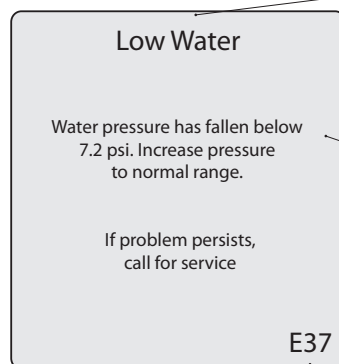 Low Water
Water pressure has fallen below
7.2 psi. Increase pressure
to normal range.
If problem persists,
call for service
E37